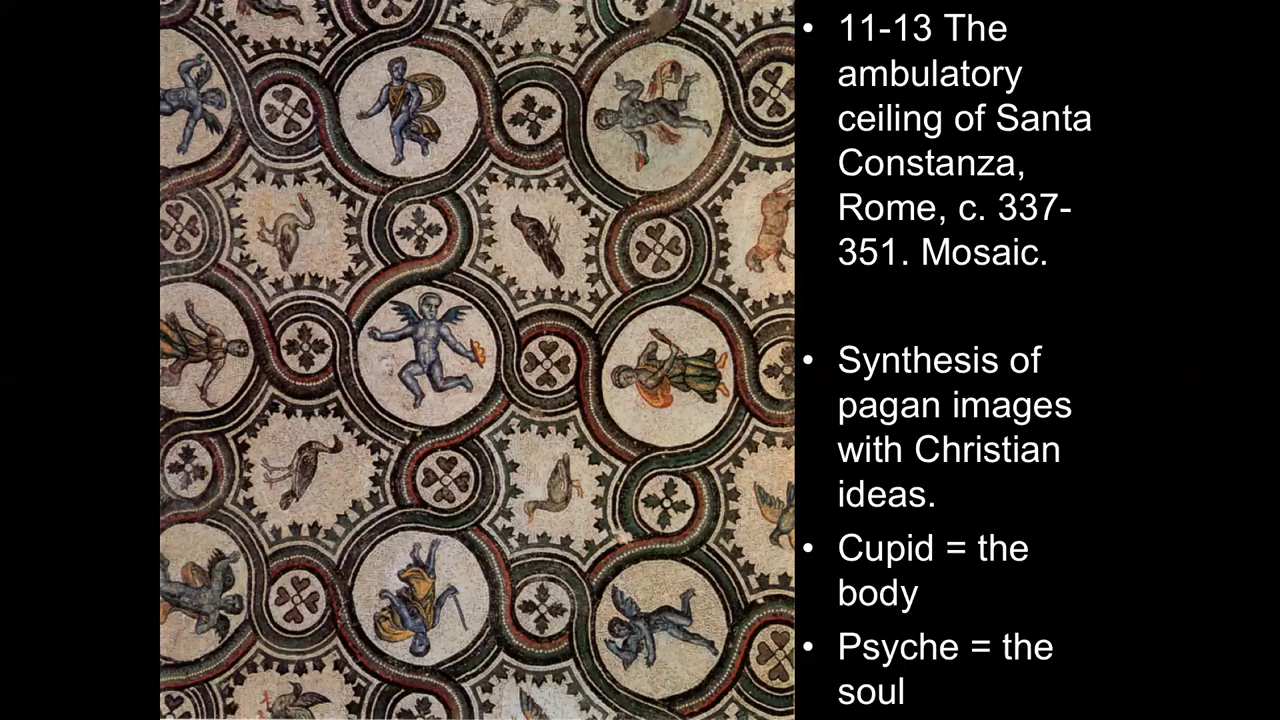 • 11-13 The
ambulatory
ceiling of Santa
Constanza,
Rome, c. 337-
351. Mosaic.
• Synthesis of
pagan images
with Christian
ideas.
• Cupid = the
body
• Psyche = the
soul